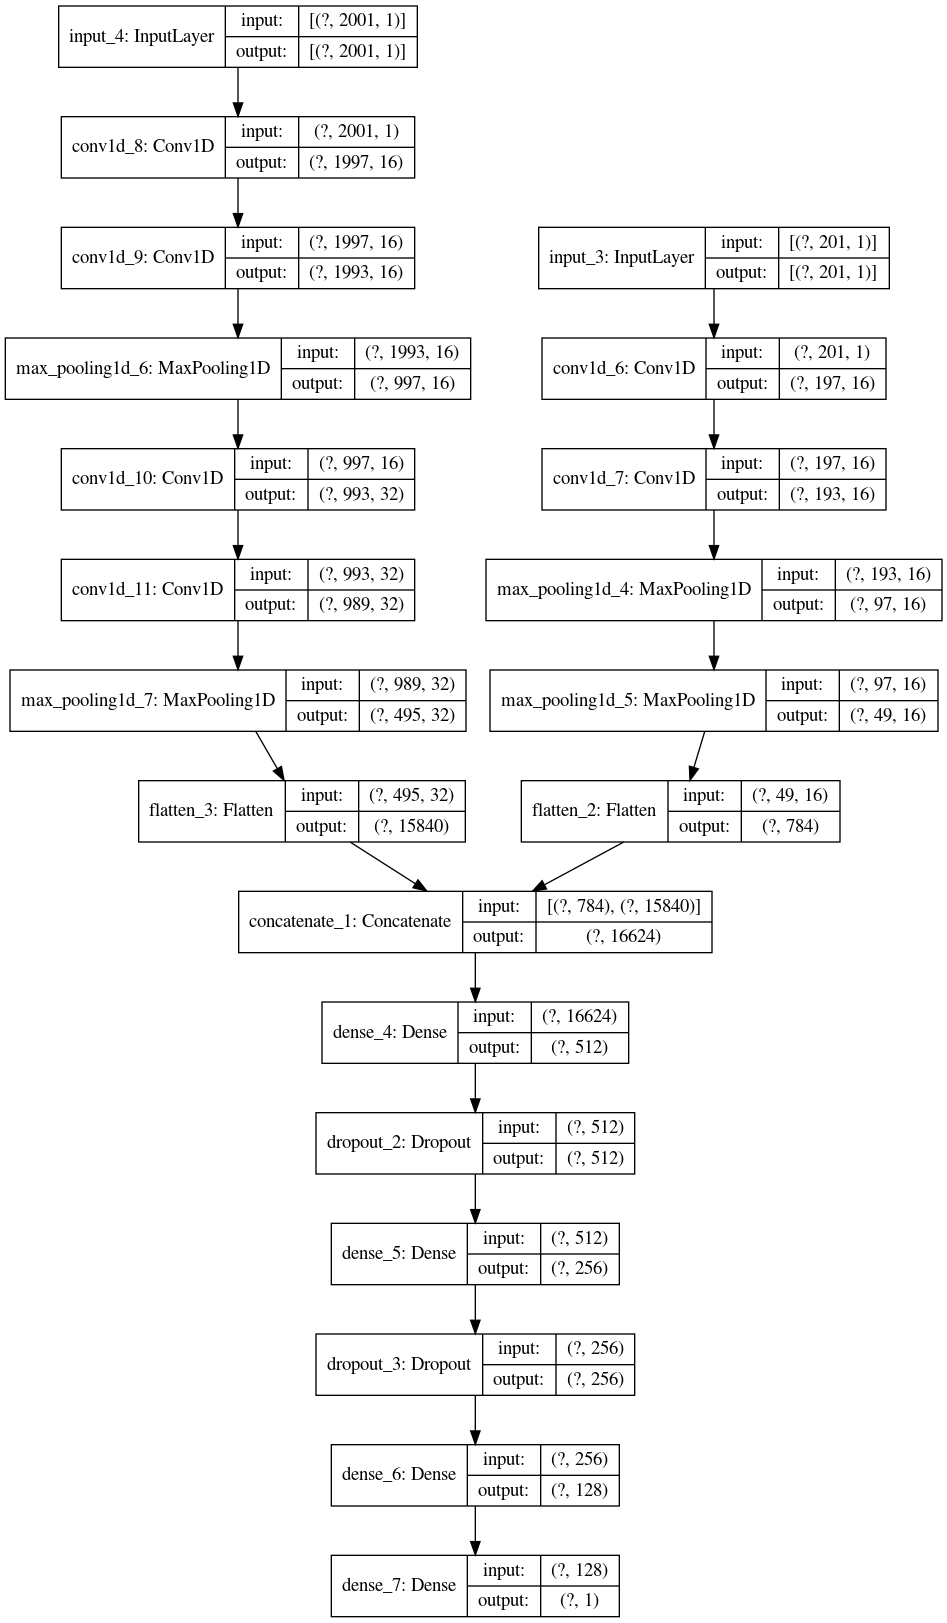 input_4: InputLayer
input: [(?, 2001, 1)]
output: [(?, 2001, 1)]
conv1d_8: Conv1D
input: (?, 2001, 1)
output: (?, 1997, 16)
conv1d_9: Conv1D
input: (?, 1997, 16)
output: (?, 1993, 16)
input_3: InputLayer
input: [(?, 201, 1)]
output: [(?, 201, 1)]
max_pooling1d_6: MaxPooling1D
input: (?, 1993, 16)
output: (?, 997, 16)
conv1d_6: Conv1D
input: (?, 201, 1)
output: (?, 197, 16)
conv1d_10: Conv1D
input: (?, 997, 16)
output: (?, 993, 32)
conv1d_7: Conv1D
input: (?, 197, 16)
output: (?, 193, 16)
conv1d_11: Conv1D
input: (?, 993, 32)
output: (?, 989, 32)
max_pooling1d_4: MaxPooling1D
input: (?, 193, 16)
output: (?, 97, 16)
max_pooling1d_7: MaxPooling1D
input: (?, 989, 32)
output: (?, 495, 32)
max_pooling1d_5: MaxPooling1D
input: (?, 97, 16)
output: (?, 49, 16)
flatten_3: Flatten
input: (?, 495, 32)
output: (?, 15840)
flatten_2: Flatten
input: (?, 49, 16)
output: (?, 784)
concatenate_1: Concatenate
input: [(?, 784), (?, 15840)]
output: (?, 16624)
dense_4: Dense
input: (?, 16624)
output: (?, 512)
dropout_2: Dropout
input: (?, 512)
output: (?, 512)
dense_5: Dense
input: (?, 512)
output: (?, 256)
dropout_3: Dropout
input: (?, 256)
output: (?, 256)
dense_6: Dense
input: (?, 256)
output: (?, 128)
dense_7: Dense
input: (?, 128)
output: (?, 1)